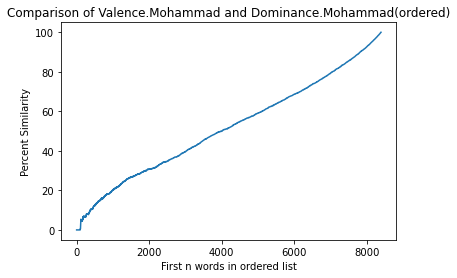 Comparison of Valence.Mohammad and Dominance.Mohammad(ordered)
Percent Similarity
100
80
60
40
20
0
0 2000 4000 6000 8000
First n words in ordered list